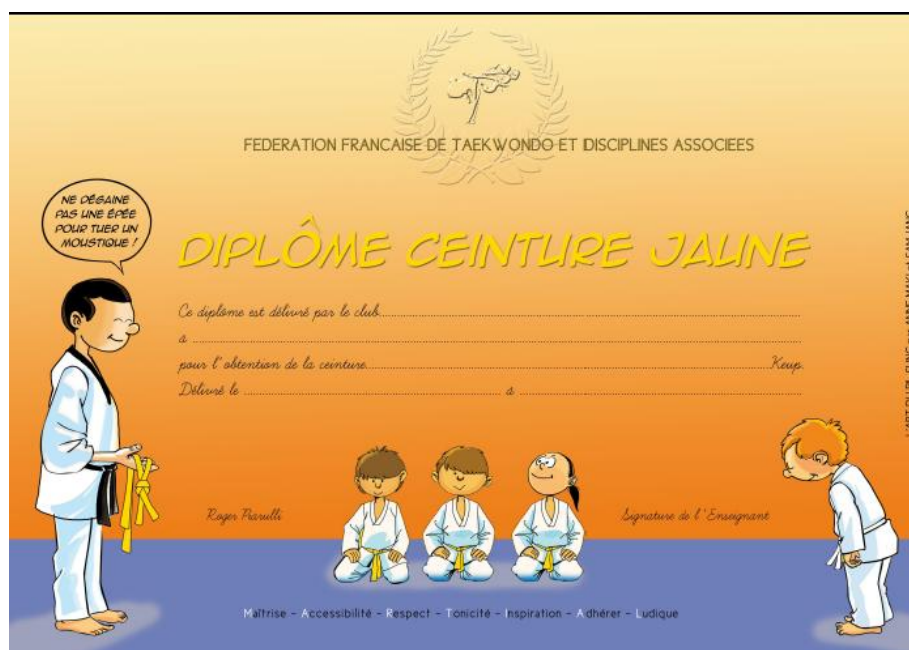 FEDERATION FRANCAISE DE TAEKWONDO ET DISCIPLINES ASSOCIEES
NE DÉGAINE
PAS UNE ÉPÉE
POUR TUER UN
MOUSTIQUE !
DIPLÔME CEINTURE JAUNE
Ce diplôme est délivré par le club
à
pour l'obtention de la ceinture Keup.
Délivré le à
Roger Piarulli
Signature de l'Enseignant
Maîtrise - Accessibilité - Respect - Tonicité - Inspiration - Adhérer - Ludique